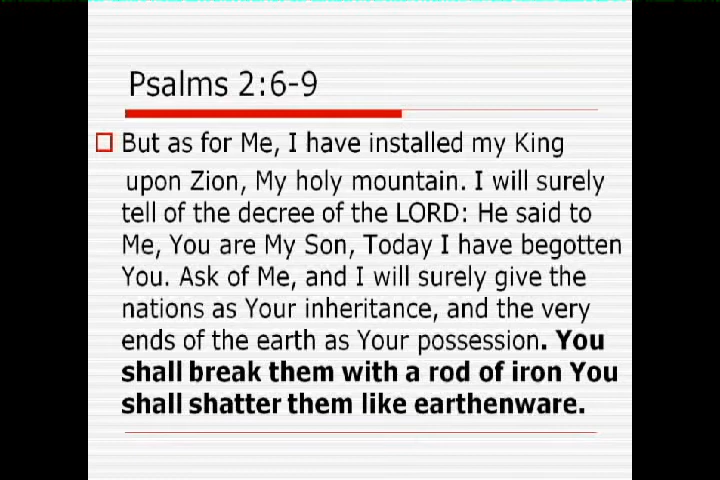 Psalms 2:6-9
But as for Me, I have installed my King
upon Zion, My holy mountain. I will surely
tell of the decree of the LORD: He said to
Me, You are My Son, Today I have begotten
You. Ask of Me, and I will surely give the
nations as Your inheritance, and the very
ends of the earth as Your possession. You
shall break them with a rod of iron You
shall shatter them like earthenware.